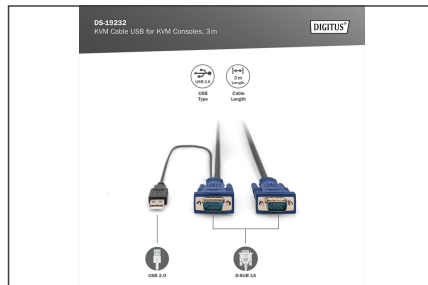 DS-19232
KVM Cable USB for KVM Consoles, 3 m
DIGITUS®
USB 2.0
3 m
Length
USB
Type
Cable
Length
USB 2.0
D-SUB 15